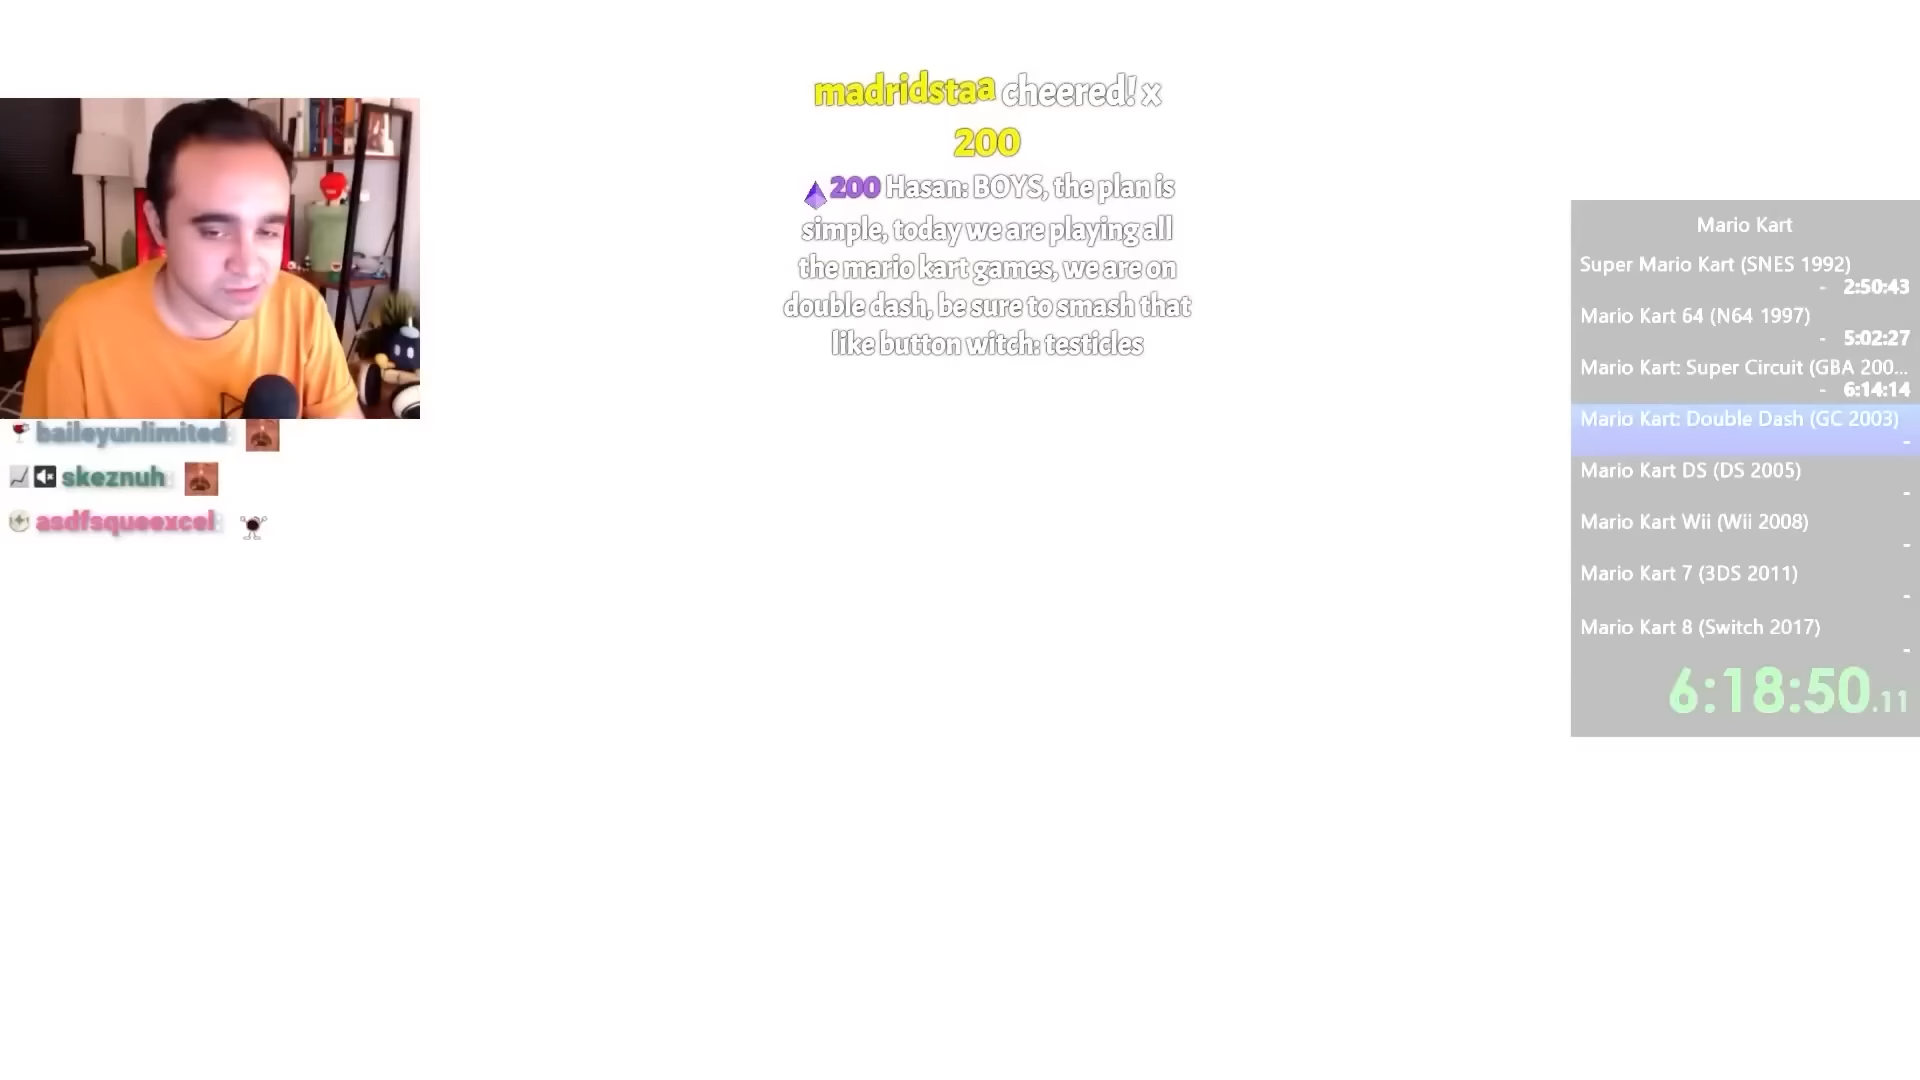 madridstaa cheered! x
200
200 Hasan: BOYS, the plan is
simple, today we are playing all
the mario kart games, we are on
double dash, be sure to smash that
like button witch: testicles
baileyunlimited:
skeznuh:
asdfsqueexcel:
Mario Kart
Super Mario Kart (SNES 1992)
- 2:50:43
Mario Kart 64 (N64 1997)
- 5:02:27
Mario Kart: Super Circuit (GBA 200...
- 6:14:14
Mario Kart: Double Dash (GC 2003)
-
Mario Kart DS (DS 2005)
-
Mario Kart Wii (Wii 2008)
-
Mario Kart 7 (3DS 2011)
-
Mario Kart 8 (Switch 2017)
-
6:18:50.11